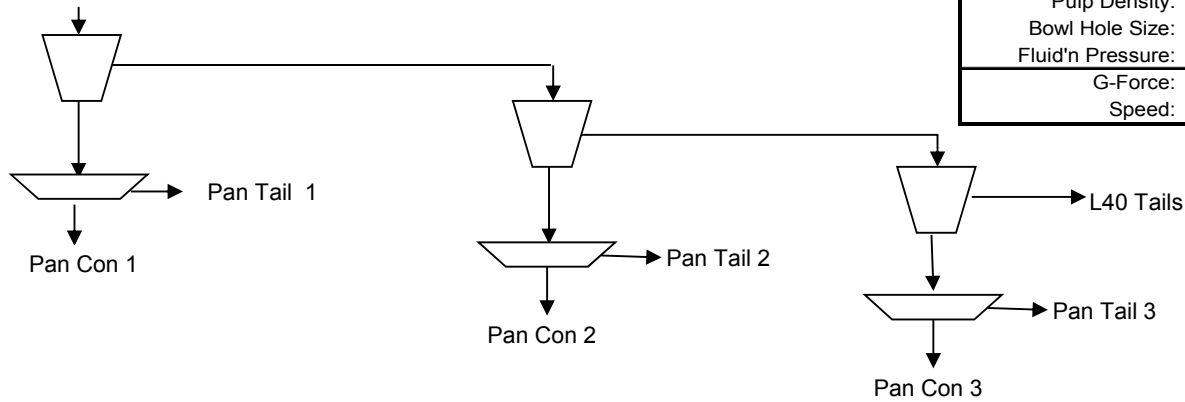 Pulp Density:
Bowl Hole Size:
Fluid'n Pressure:
G-Force:
Speed:
Pan Tail 1
L40 Tails
Pan Con 1
Pan Tail 2
Pan Tail 3
Pan Con 2
Pan Con 3